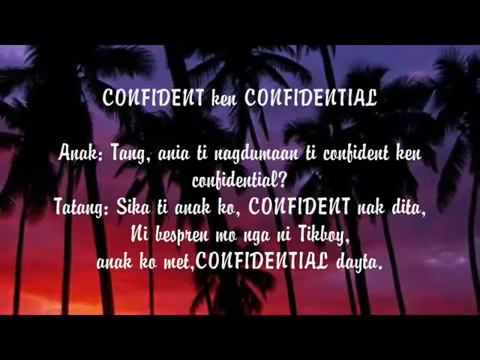 CONFIDENT ken CONFIDENTIAL
Anak: Tang, ania ti nagdumaan ti confident ken
confidential?
Tatang: Sika ti anak ko, CONFIDENT nak dita,
Ni bespren mo nga ni Tikboy,
anak ko met,CONFIDENTIAL dayta.